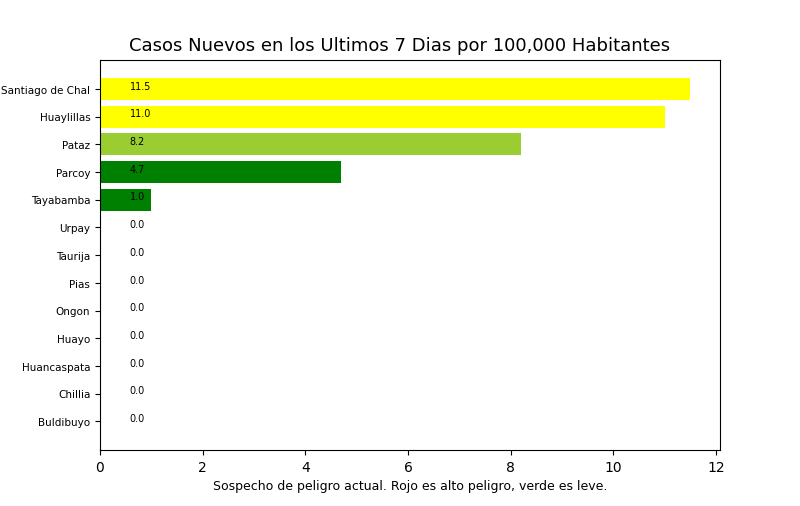 Casos Nuevos en los Ultimos 7 Dias por 100,000 Habitantes
Santiago de Chal 11.5
Huaylillas 11.0
Pataz 8.2
Parcoy 4.7
Tayabamba 1.0
Urpay 0.0
Taurija 0.0
Pias 0.0
Ongon 0.0
Huayo 0.0
Huancaspata 0.0
Chillia 0.0
Buldibuyo 0.0
0 2 4 6 8 10 12
Sospecho de peligro actual. Rojo es alto peligro, verde es leve.